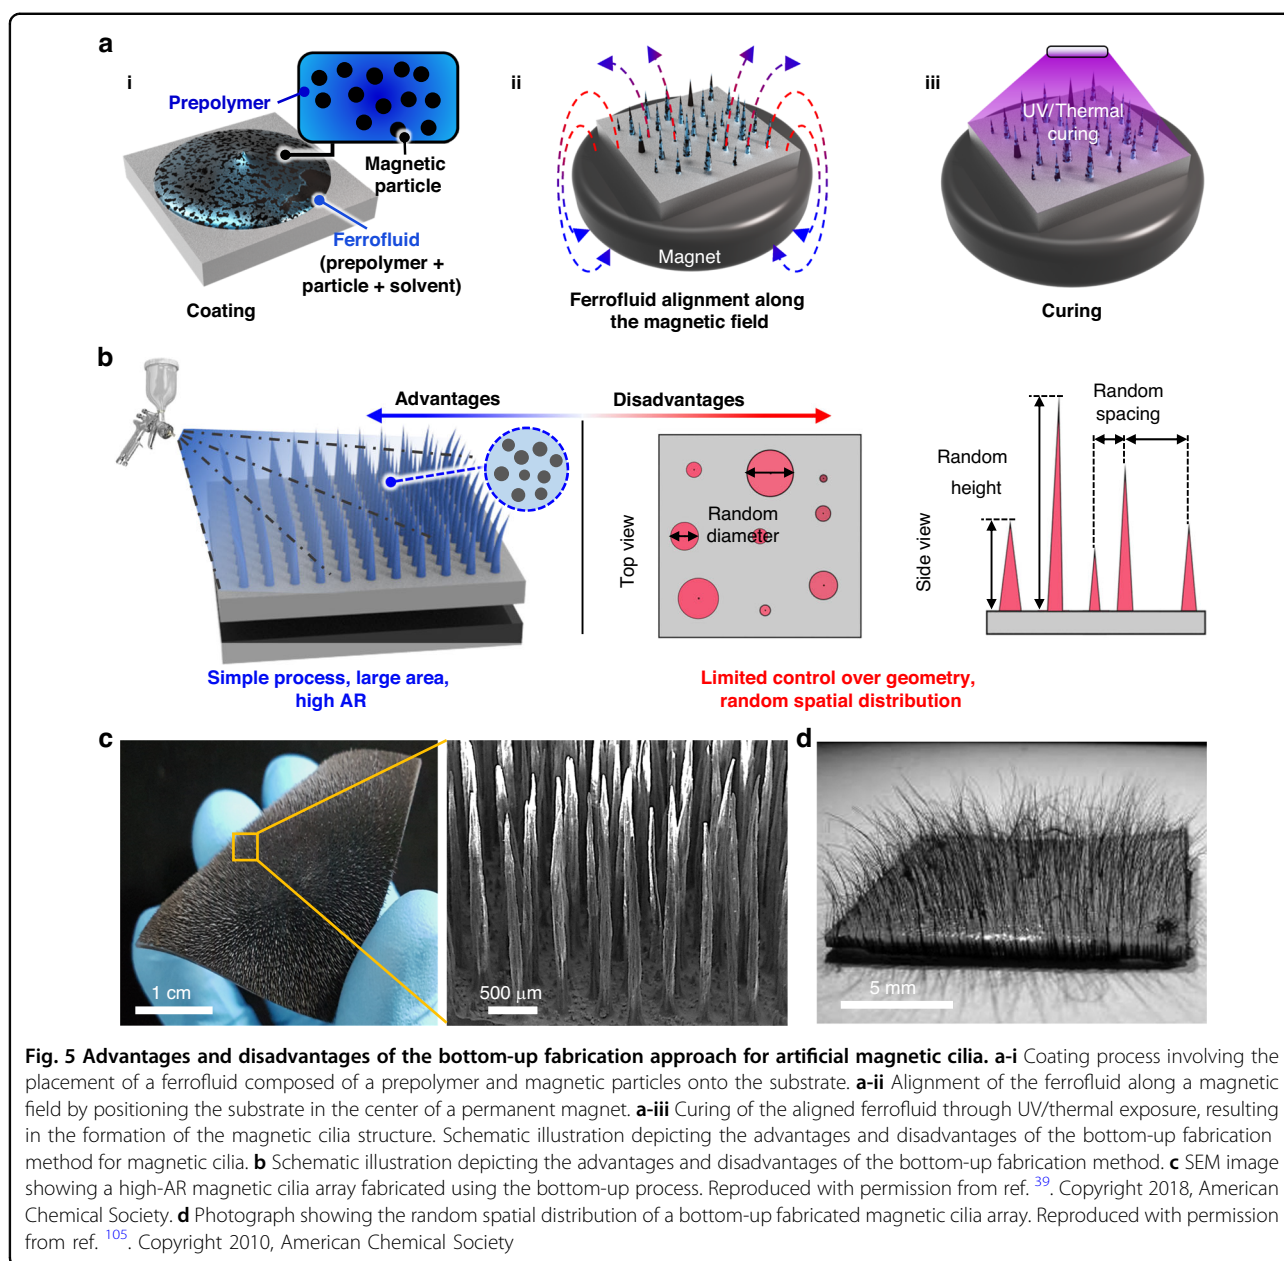 a
i
Prepolymer
Magnetic
particle
Ferrofluid
(prepolymer +
particle + solvent)
Coating
ii
Magnet
Ferrofluid alignment along
the magnetic field
iii
UV/Thermal
curing
Curing
b
Advantages
Disadvantages
Simple process, large area,
high AR
Top view
Random
diameter
Limited control over geometry,
random spatial distribution
Side view
Random
height
Random
spacing
c
1 cm
500 μm
d
5 mm
Fig. 5 Advantages and disadvantages of the bottom-up fabrication approach for artificial magnetic cilia. a-i Coating process involving the
placement of a ferrofluid composed of a prepolymer and magnetic particles onto the substrate. a-ii Alignment of the ferrofluid along a magnetic
field by positioning the substrate in the center of a permanent magnet. a-iii Curing of the aligned ferrofluid through UV/thermal exposure, resulting
in the formation of the magnetic cilia structure. Schematic illustration depicting the advantages and disadvantages of the bottom-up fabrication
method for magnetic cilia. b Schematic illustration depicting the advantages and disadvantages of the bottom-up fabrication method. c SEM image
showing a high-AR magnetic cilia array fabricated using the bottom-up process. Reproduced with permission from ref. 39. Copyright 2018, American
Chemical Society. d Photograph showing the random spatial distribution of a bottom-up fabricated magnetic cilia array. Reproduced with permission
from ref. 105. Copyright 2010, American Chemical Society